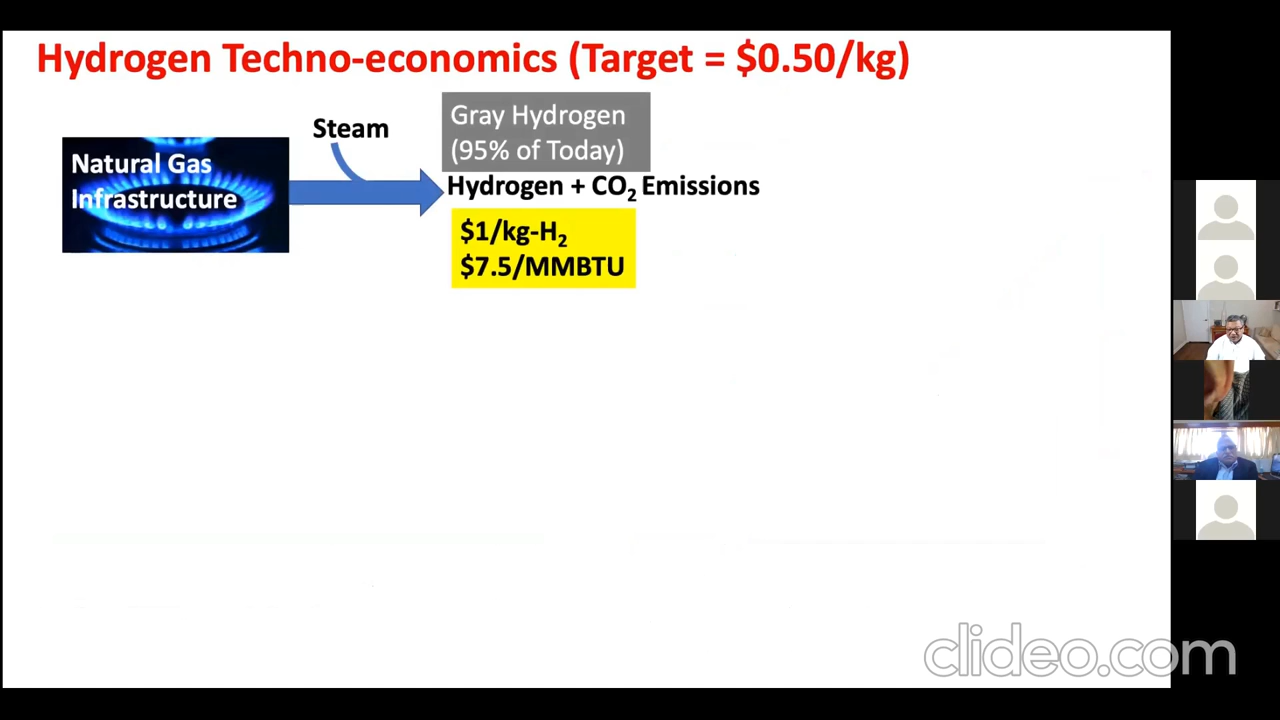 Hydrogen Techno-economics (Target = $0.50/kg)
Steam
Natural Gas
Infrastructure
Gray Hydrogen
(95% of Today)
Hydrogen + CO₂ Emissions
$1/kg-H₂
$7.5/MMBTU
clideo.com